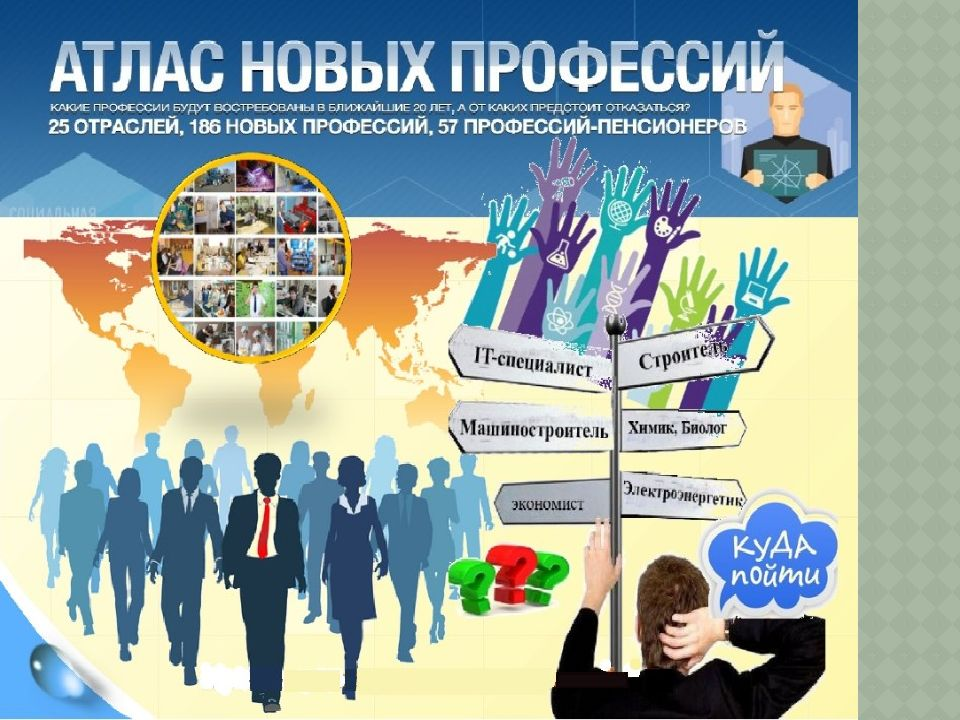 АТЛАС НОВЫХ ПРОФЕССИЙ
КАКИЕ ПРОФЕССИИ БУДУТ ВОСТРЕБОВАНЫ В БЛИЖАЙШИЕ 20 ЛЕТ, А ОТ КАКИХ ПРЕДСТОИТ ОТКАЗАТЬСЯ?
25 ОТРАСЛЕЙ, 186 НОВЫХ ПРОФЕССИЙ, 57 ПРОФЕССИЙ-ПЕНСИОНЕРОВ
СОЦИАЛЬНАЯ
IT-специалист
Строитель
Машиностроитель
Химик, Биолог
экономист
Электроэнергетик
???
куда
пойти